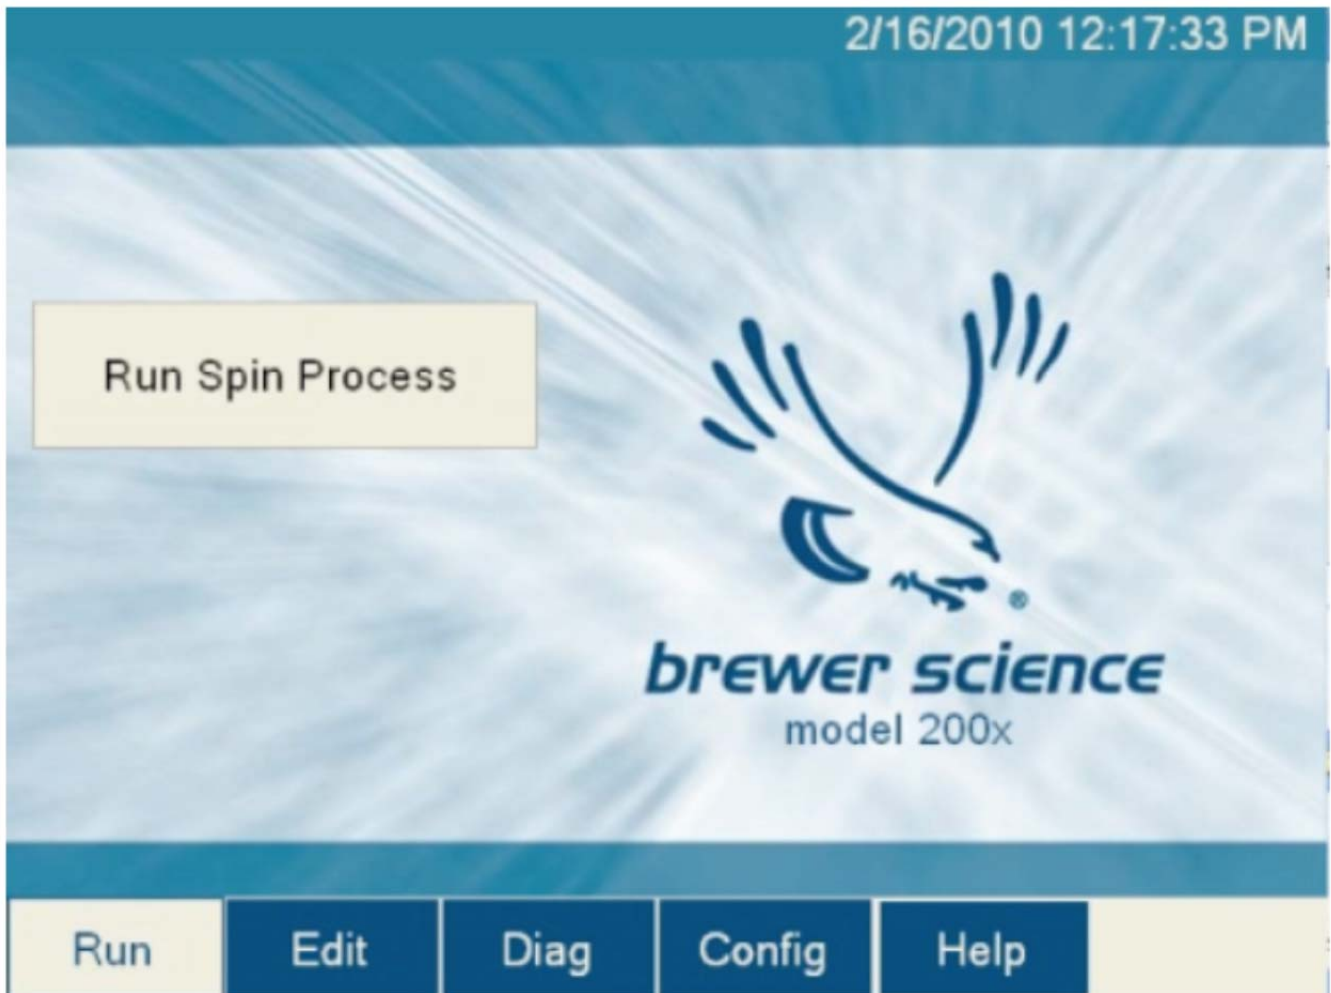 2/16/2010 12:17:33 PM
Run Spin Process
®
brewer science
model 200x
Run Edit Diag Config Help